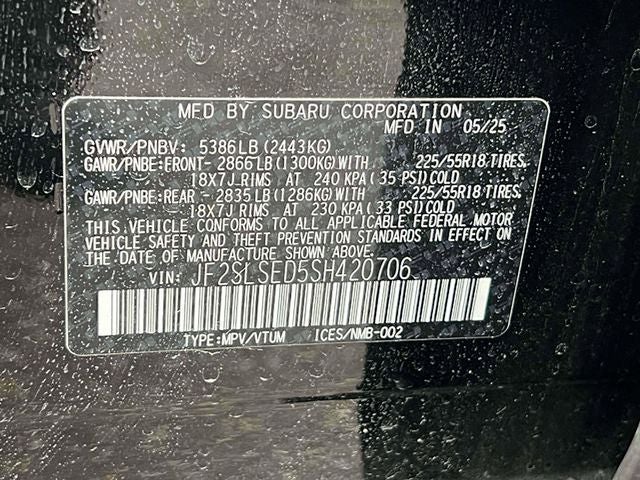 MFD BY SUBARU CORPORATION
MFD IN 05/25
GVWR/PNBV: 5386LB (2443KG)
GAWR/PNBE:FRONT- 2866LB (1300KG)WITH 225/55R18 TIRES,
18X7J RIMS AT 240 KPA (35 PSI)COLD
GAWR/PNBE:REAR - 2835LB (1286KG)WITH 225/55R18 TIRES,
18X7J RIMS AT 230 KPA (33 PSI)COLD
THIS VEHICLE CONFORMS TO ALL APPLICABLE FEDERAL MOTOR
VEHICLE SAFETY AND THEFT PREVENTION STANDARDS IN EFFECT ON
THE DATE OF MANUFACTURE SHOWN ABOVE.
VIN: JF2SLSED5SH420706
TYPE:MPV/VTUM ICES/NMB-002